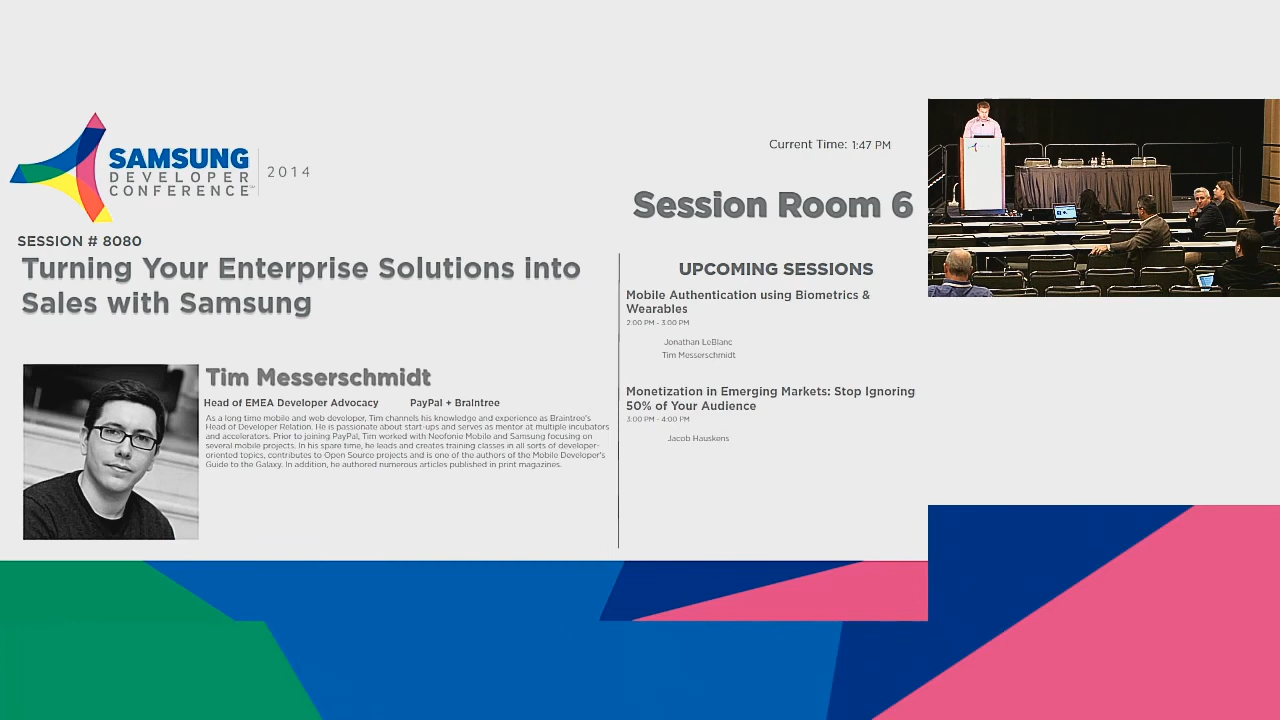 SAMSUNG
DEVELOPER
CONFERENCE
2014
Current Time: 1:47 PM
Session Room 6
SESSION # 8080
Turning Your Enterprise Solutions into
Sales with Samsung
Tim Messerschmidt
Head of EMEA Developer Advocacy PayPal + Braintree
As a long time mobile and web developer, Tim channels his knowledge and experience as Braintree's
Head of Developer Relation. He is passionate about start-ups and serves as mentor at multiple incubators
and accelerators. Prior to joining PayPal, Tim worked with Neofonie Mobile and Samsung focusing on
several mobile projects. In his spare time, he leads and creates training classes in all sorts of developer-
oriented topics, contributes to Open Source projects and is one of the authors of the Mobile Developer's
Guide to the Galaxy. In addition, he authored numerous articles published in print magazines.
UPCOMING SESSIONS
Mobile Authentication using Biometrics &
Wearables
2:00 PM - 3:00 PM
Jonathan LeBlanc
Tim Messerschmidt
Monetization in Emerging Markets: Stop Ignoring
50% of Your Audience
3:00 PM - 4:00 PM
Jacob Hauskens